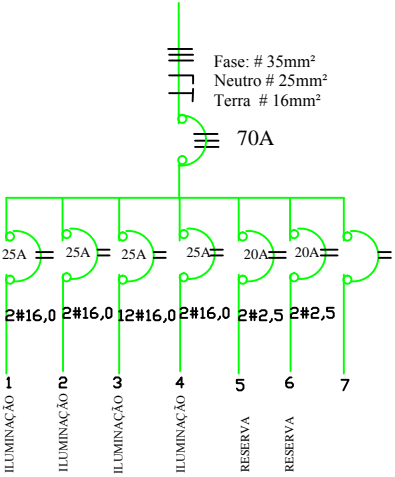 Fase: # 35mm²
Neutro # 25mm²
Terra # 16mm²
70A
25A 25A 25A 25A 20A 20A
2#16,0 2#16,0 12#16,0 2#16,0 2#2,5 2#2,5
1 2 3 4 5 6 7
ILUMINAÇÃO
ILUMINAÇÃO
ILUMINAÇÃO
ILUMINAÇÃO
RESERVA
RESERVA